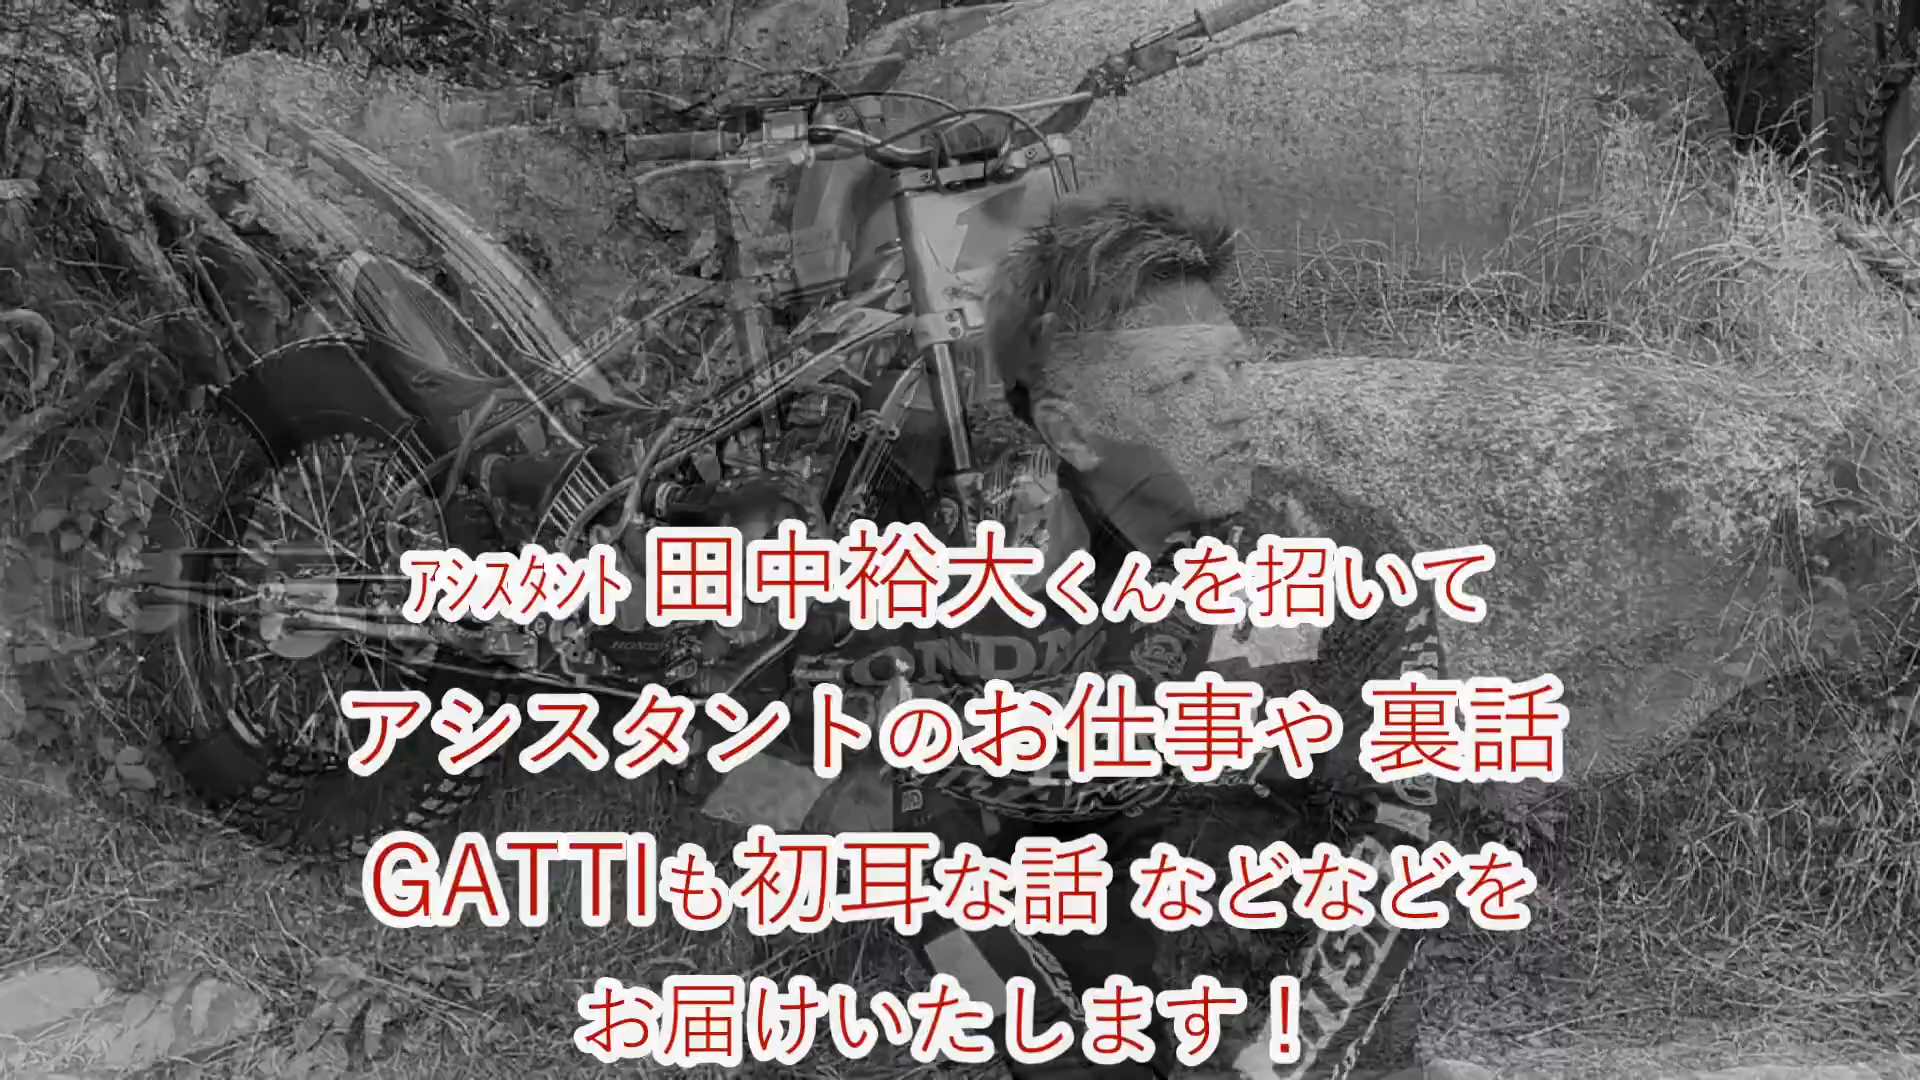 HONDA
ｱｼｽﾀﾝﾄ 田中裕大くんを招いて
HONDA
アシスタントのお仕事や 裏話
GATTIも初耳な話 などなどを
お届けいたします！